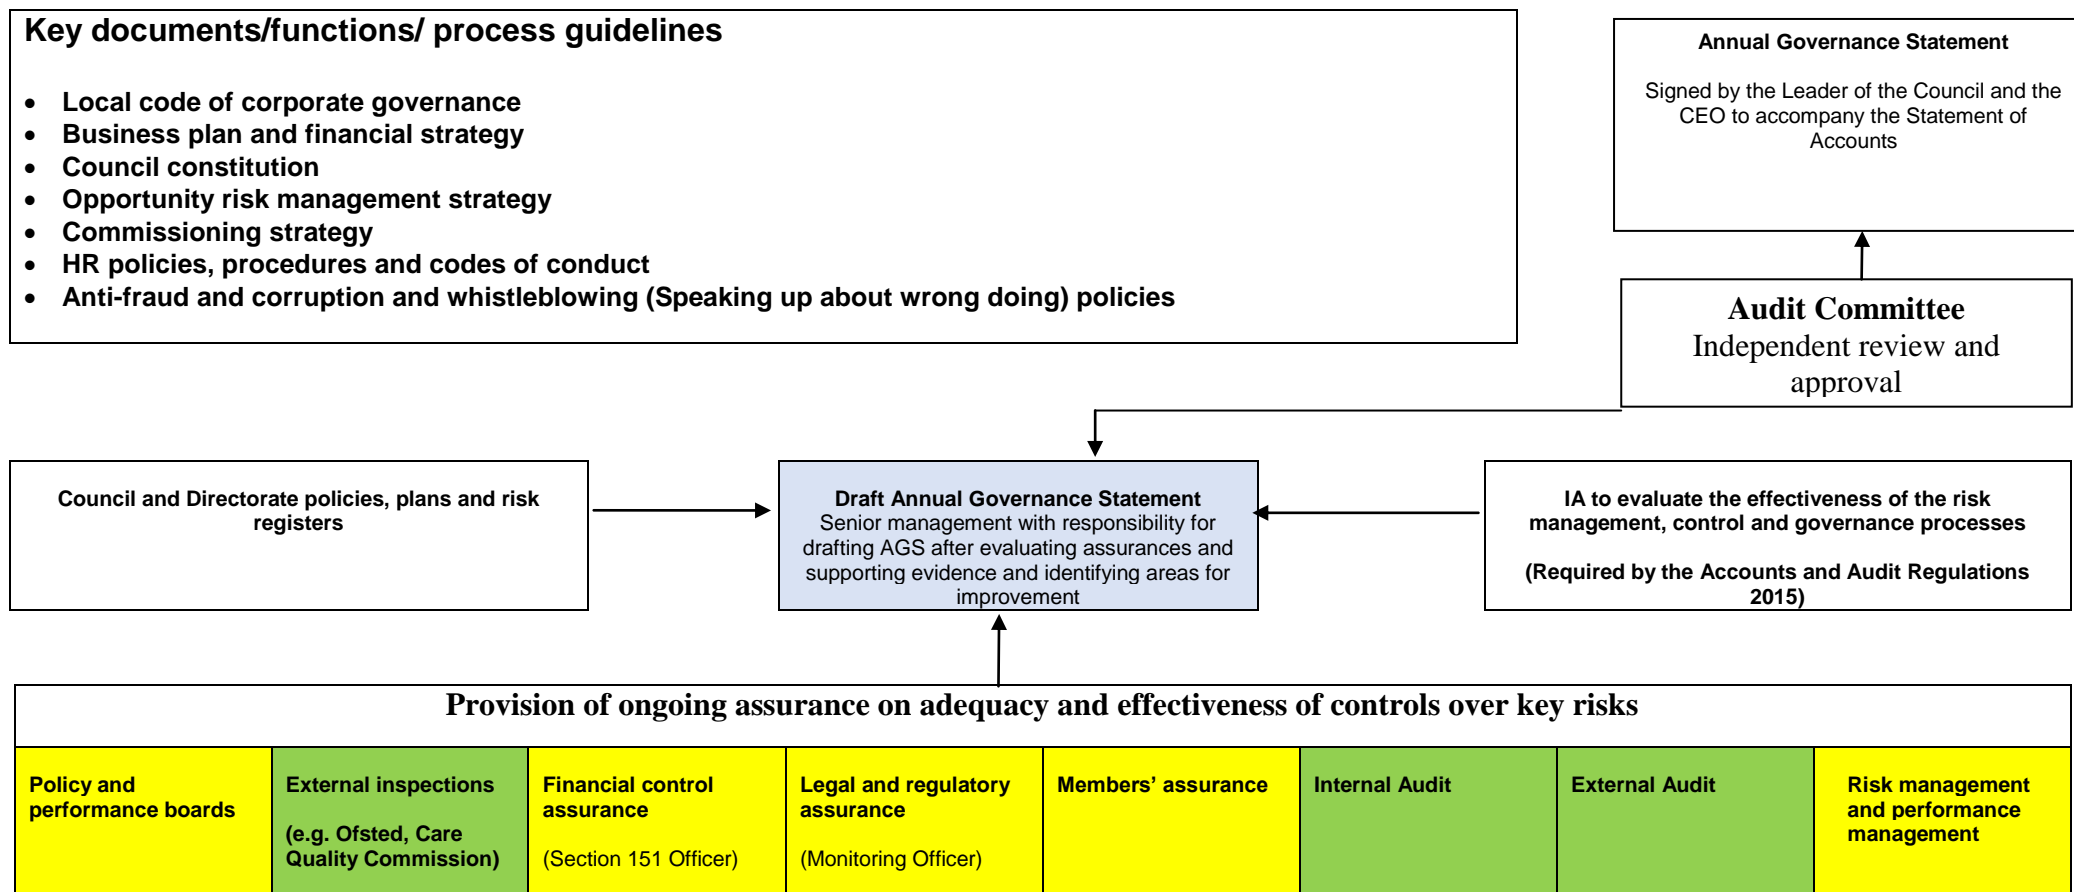 Key documents/functions/ process guidelines
• Local code of corporate governance
• Business plan and financial strategy
• Council constitution
• Opportunity risk management strategy
• Commissioning strategy
• HR policies, procedures and codes of conduct
• Anti-fraud and corruption and whistleblowing (Speaking up about wrong doing) policies
Annual Governance Statement
Signed by the Leader of the Council and the
CEO to accompany the Statement of
Accounts
Audit Committee
Independent review and
approval
Council and Directorate policies, plans and risk
registers
Draft Annual Governance Statement
Senior management with responsibility for
drafting AGS after evaluating assurances and
supporting evidence and identifying areas for
improvement
IA to evaluate the effectiveness of the risk
management, control and governance processes
(Required by the Accounts and Audit Regulations
2015)
Provision of ongoing assurance on adequacy and effectiveness of controls over key risks
Policy and
performance boards
External inspections
(e.g. Ofsted, Care
Quality Commission)
Financial control
assurance
(Section 151 Officer)
Legal and regulatory
assurance
(Monitoring Officer)
Members’ assurance
Internal Audit
External Audit
Risk management
and performance
management